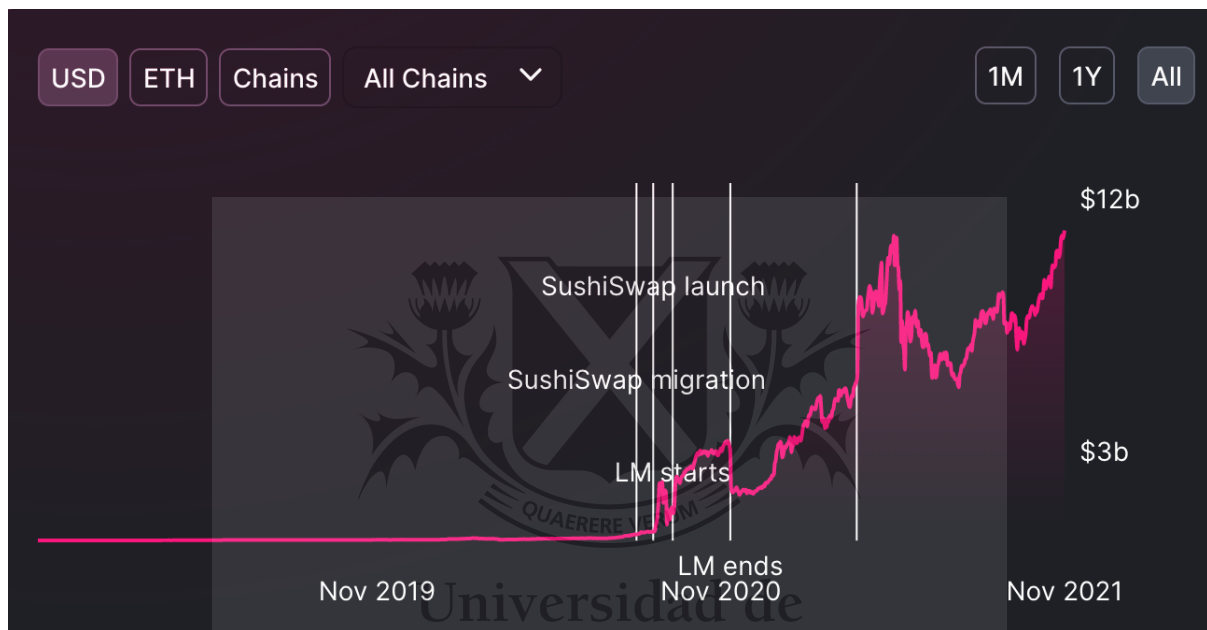 USD ETH Chains All Chains 1M 1Y All
$12b
SushiSwap launch
SushiSwap migration
$3b
LM starts
QUAERERE VERUM
LM ends
Nov 2019 Nov 2020 Nov 2021
Universidad de